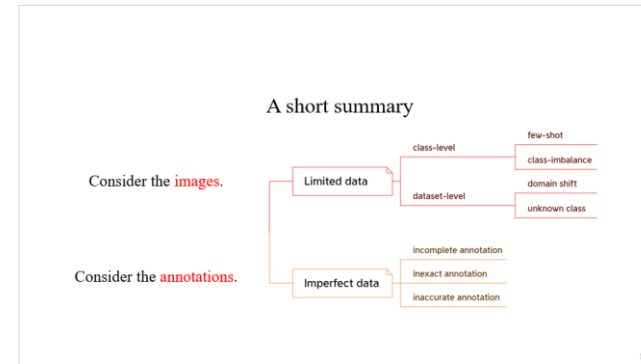 A short summary
Consider the images.
Limited data
class-level
few-shot
class-imbalance
dataset-level
domain shift
unknown class
Consider the annotations.
Imperfect data
incomplete annotation
inexact annotation
inaccurate annotation